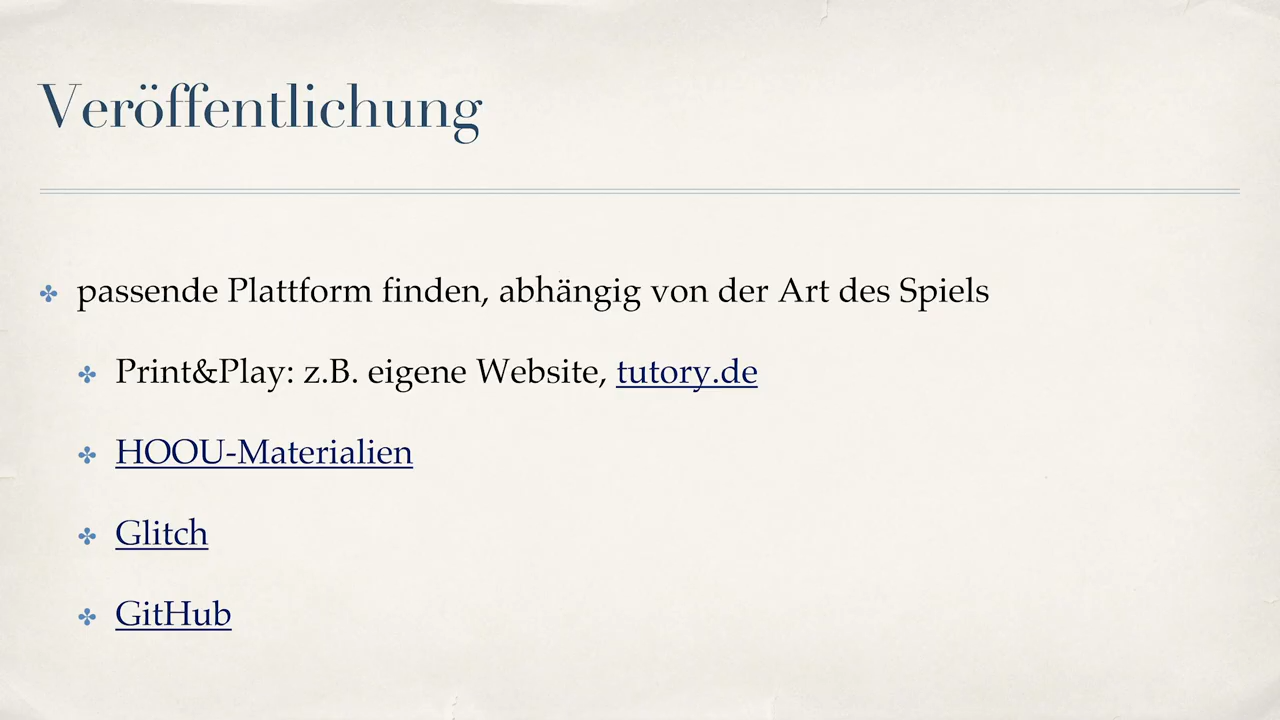 Veröffentlichung
passende Plattform finden, abhängig von der Art des Spiels
Print&Play: z.B. eigene Website, tutory.de
HOOU-Materialien
Glitch
GitHub